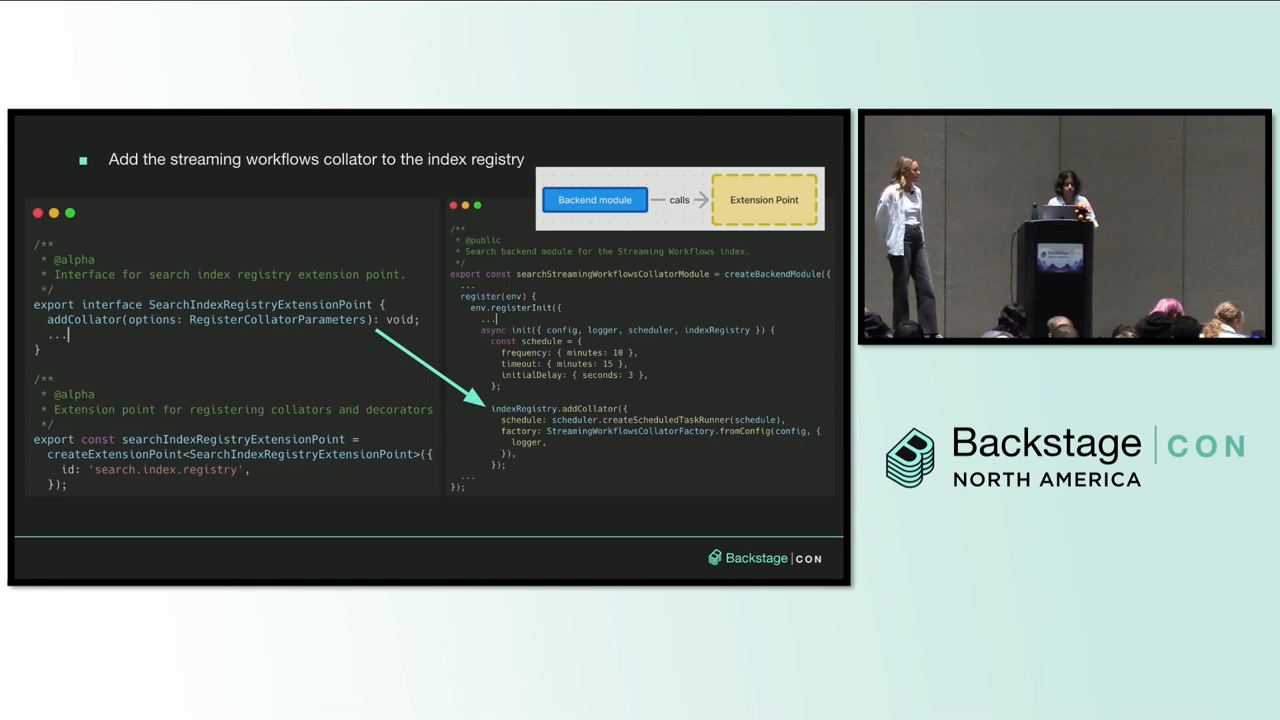 ▪ Add the streaming workflows collator to the index registry
Backend module
calls
Extension Point
/**
* @alpha
* Interface for search index registry extension point.
*/
export interface SearchIndexRegistryExtensionPoint {
addCollator(options: RegisterCollatorParameters): void;
...
}
/**
* @alpha
* Extension point for registering collators and decorators
*/
export const searchIndexRegistryExtensionPoint =
createExtensionPoint<SearchIndexRegistryExtensionPoint>({
id: 'search.index.registry',
});
/**
* @public
* Search backend module for the Streaming Workflows index.
*/
export const searchStreamingWorkflowsCollatorModule = createBackendModule({
...
register(env) {
env.registerInit({
...
async init({ config, logger, scheduler, indexRegistry }) {
const schedule = {
frequency: { minutes: 10 },
timeout: { minutes: 15 },
initialDelay: { seconds: 3 },
};
indexRegistry.addCollator({
schedule: scheduler.createScheduledTaskRunner(schedule),
factory: StreamingWorkflowsCollatorFactory.fromConfig(config, {
logger,
}),
});
...
});
Backstage | CON
Backstage | CON
NORTH AMERICA